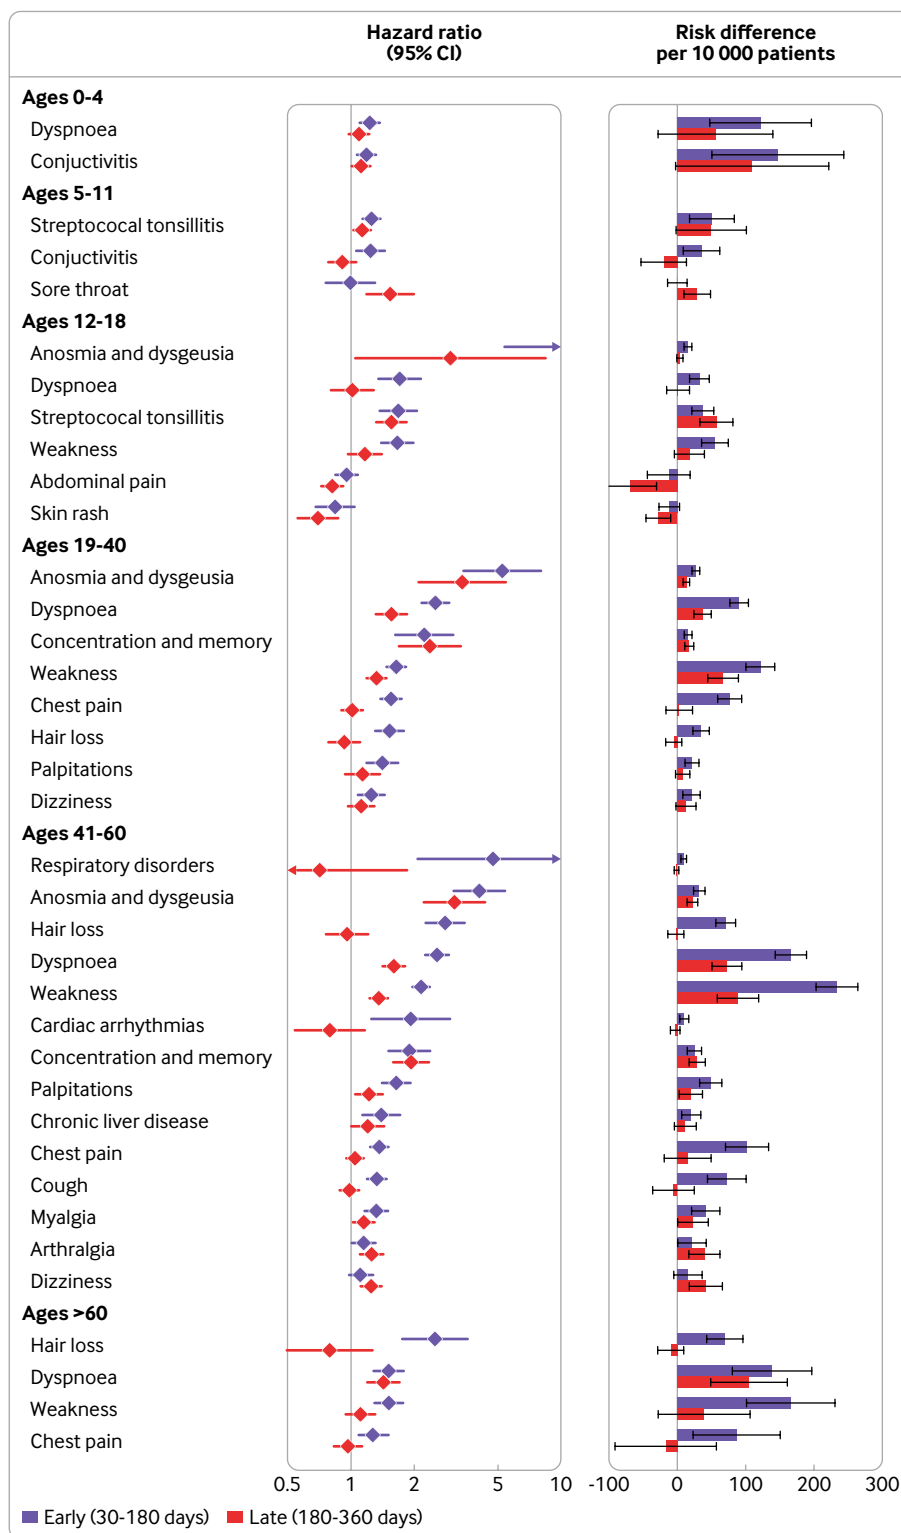 Hazard ratio
(95% CI)
Risk difference
per 10 000 patients
Ages 0-4
Dyspnoea
Conjuctivitis
Ages 5-11
Streptococal tonsillitis
Conjuctivitis
Sore throat
Ages 12-18
Anosmia and dysgeusia
Dyspnoea
Streptococal tonsillitis
Weakness
Abdominal pain
Skin rash
Ages 19-40
Anosmia and dysgeusia
Dyspnoea
Concentration and memory
Weakness
Chest pain
Hair loss
Palpitations
Dizziness
Ages 41-60
Respiratory disorders
Anosmia and dysgeusia
Hair loss
Dyspnoea
Weakness
Cardiac arrhythmias
Concentration and memory
Palpitations
Chronic liver disease
Chest pain
Cough
Myalgia
Arthralgia
Dizziness
Ages >60
Hair loss
Dyspnoea
Weakness
Chest pain
0.5 1 2 5 10 -100 0 100 200 300
Early (30-180 days) Late (180-360 days)